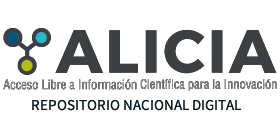 ALICIA
Acceso Libre a Información Científica para la Innovación
REPOSITORIO NACIONAL DIGITAL